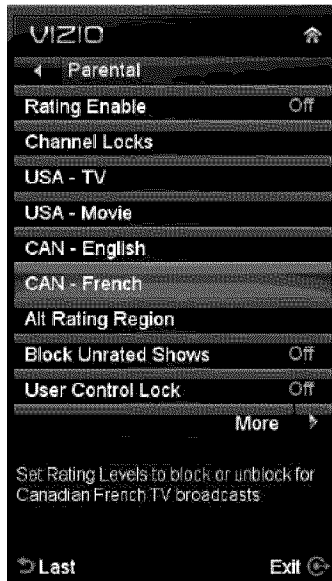 VIZIO
Parental
Rating Enable Off
Channel Locks
USA - TV
USA - Movie
CAN - English
CAN - French
Alt Rating Region
Block Unrated Shows Off
User Control Lock Off
More
Set Rating Levels to block or unblock for
Canadian French TV broadcasts
Last Exit